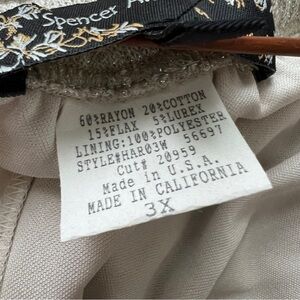 Spencer
60%RAYON 20%COTTON
15%FLAX 5%LUREX
LINING:100%POLYESTER
STYLE#HAR03W 56697
Cut# 20959
Made in U.S.A.
MADE IN CALIFORNIA
3X